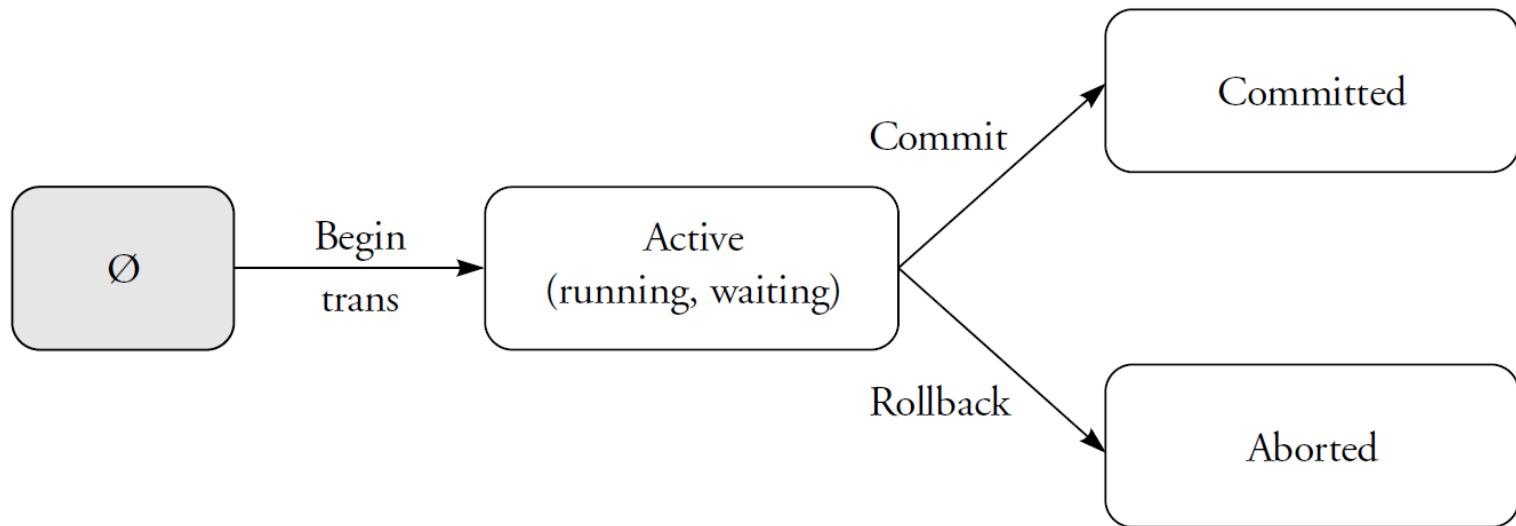 Ø
Begin
trans
Active
(running, waiting)
Commit
Committed
Rollback
Aborted